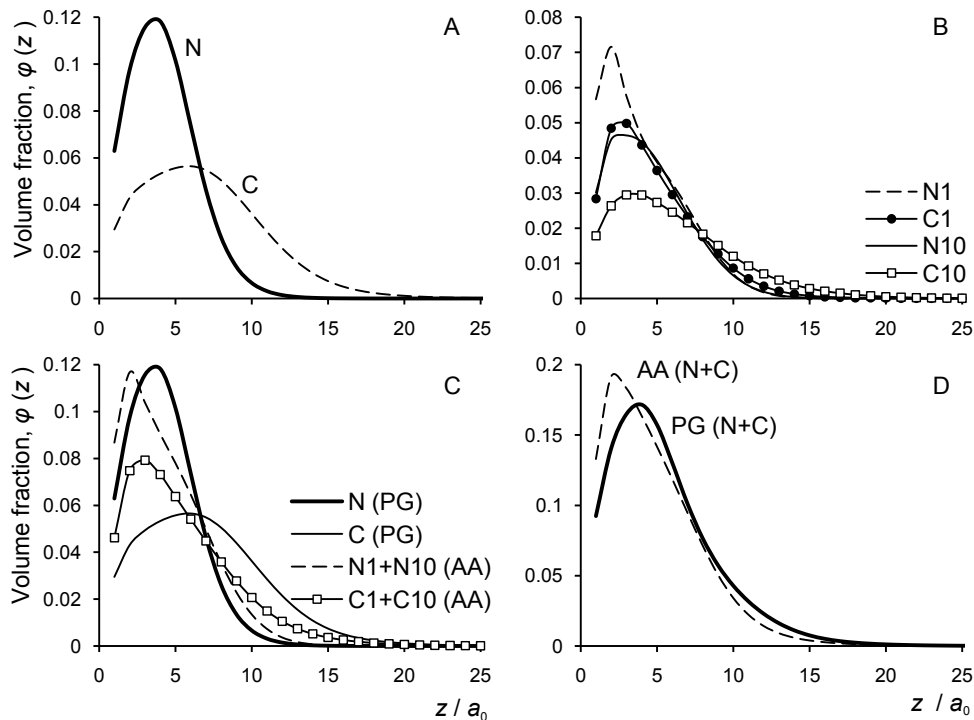 Volume fraction, φ (z)
0.12
0.1
0.08
0.06
0.04
0.02
0
A
N
C
0 5 10 15 20 25
0.08
0.07
0.06
0.05
0.04
0.03
0.02
0.01
0
B
N1
C1
N10
C10
0 5 10 15 20 25
Volume fraction, φ (z)
0.12
0.1
0.08
0.06
0.04
0.02
0
C
N (PG)
C (PG)
N1+N10 (AA)
C1+C10 (AA)
0 5 10 15 20 25
z / a₀
0.2
0.15
0.1
0.05
0
D
AA (N+C)
PG (N+C)
0 5 10 15 20 25
z / a₀